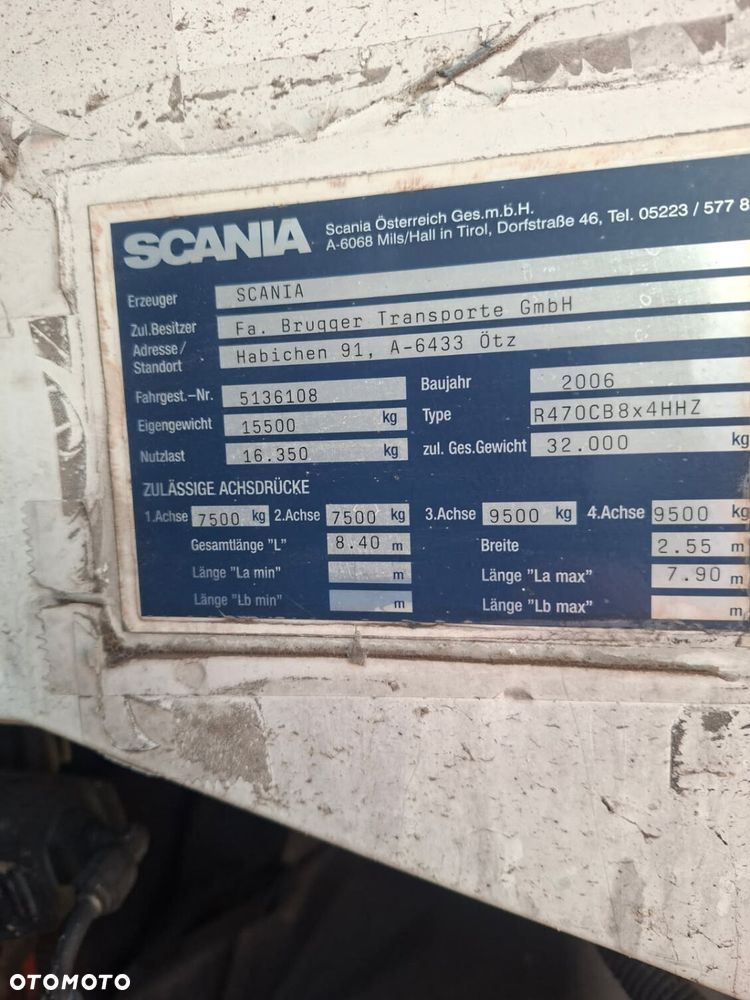 SCANIA
Scania Österreich Ges.m.b.H.
A-6068 Mils/Hall in Tirol, Dorfstraße 46, Tel. 05223 / 577 8
Erzeuger SCANIA
Zul.Besitzer Fa. Brugger Transporte GmbH
Adresse/ Standort Habichen 91, A-6433 Ötz
Fahrgest.-Nr. 5136108 Baujahr 2006
Eigengewicht 15500 kg Type R470CB8x4HHZ
Nutzlast 16.350 kg zul. Ges.Gewicht 32.000 kg
ZULÄSSIGE ACHSDRÜCKE
1.Achse 7500 kg 2.Achse 7500 kg 3.Achse 9500 kg 4.Achse 9500 kg
Gesamtlänge "L" 8.40 m Breite 2.55 m
Länge "La min" m Länge "La max" 7.90 m
Länge "Lb min" m Länge "Lb max" m
OTOMOTO